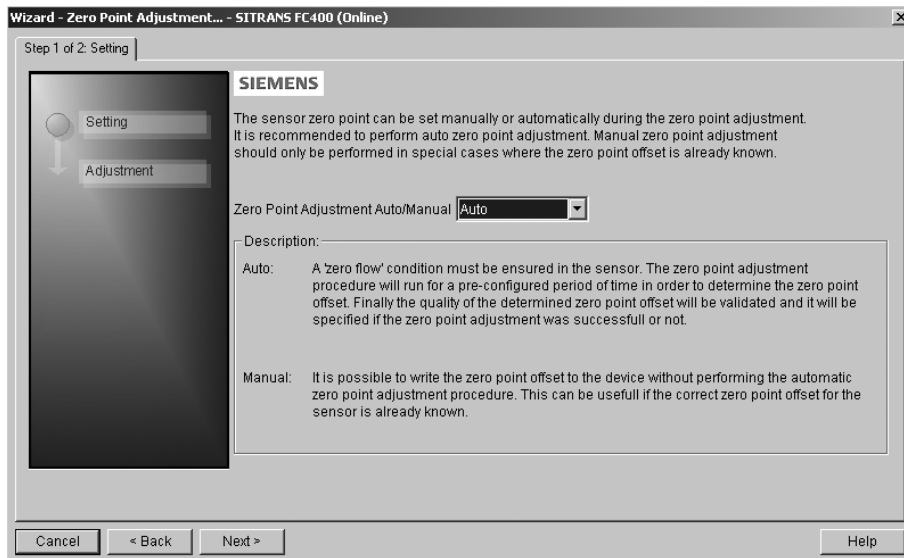 Wizard - Zero Point Adjustment... - SITRANS FC400 (Online)
Step 1 of 2: Setting
SIEMENS
Setting
Adjustment
The sensor zero point can be set manually or automatically during the zero point adjustment.
It is recommended to perform auto zero point adjustment. Manual zero point adjustment
should only be performed in special cases where the zero point offset is already known.
Zero Point Adjustment Auto/Manual Auto
Description:
Auto: A 'zero flow' condition must be ensured in the sensor. The zero point adjustment
procedure will run for a pre-configured period of time in order to determine the zero point
offset. Finally the quality of the determined zero point offset will be validated and it will be
specified if the zero point adjustment was successfull or not.
Manual: It is possible to write the zero point offset to the device without performing the automatic
zero point adjustment procedure. This can be usefull if the correct zero point offset for the
sensor is already known.
Cancel < Back Next > Help